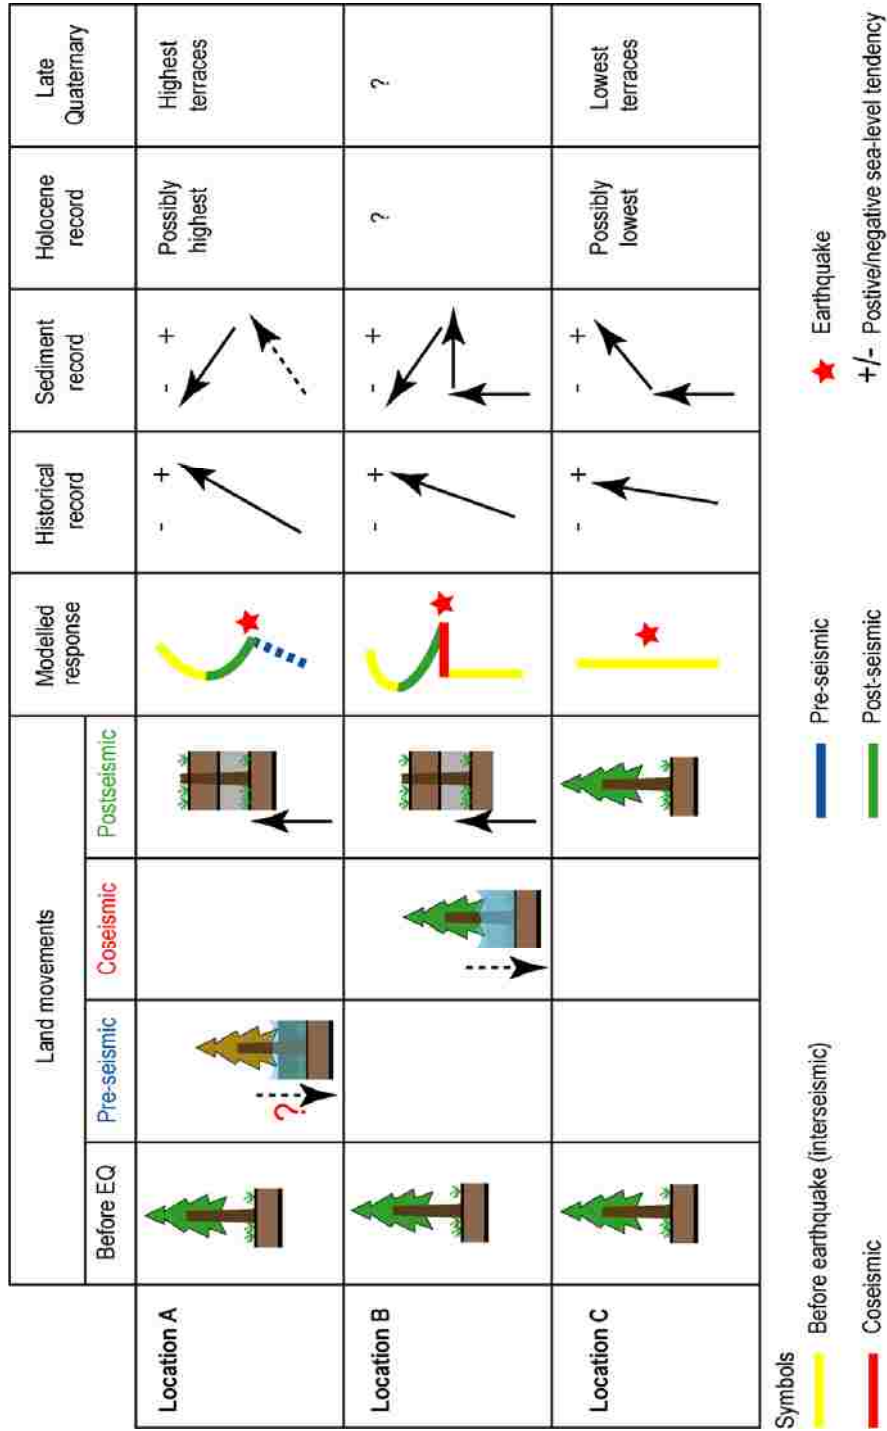 Land movements
Modelled
response
Historical
record
Sediment
record
Holocene
record
Late
Quaternary
Before EQ
Pre-seismic
Coseismic
Postseismic
Location A
?
- +
- +
Possibly
highest
Highest
terraces
Location B
- +
- +
?
?
Location C
- +
- +
Possibly
lowest
Lowest
terraces
Symbols
Before earthquake (interseismic)
Pre-seismic
Earthquake
Coseismic
Post-seismic
+/- Postive/negative sea-level tendency